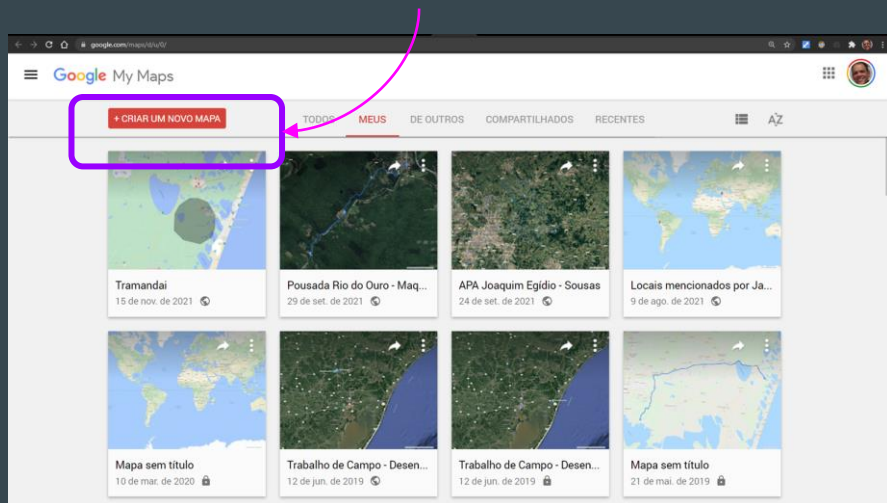 google.com/maps/d/u/0/
Google My Maps
+ CRIAR UM NOVO MAPA
TODOS MEUS DE OUTROS COMPARTILHADOS RECENTES
AZ
Tramandai
15 de nov. de 2021
Pousada Rio do Ouro - Maq...
29 de set. de 2021
APA Joaquim Egídio - Sousas
24 de set. de 2021
Locais mencionados por Ja...
9 de ago. de 2021
Mapa sem título
10 de mar. de 2020
Trabalho de Campo - Desen...
12 de jun. de 2019
Trabalho de Campo - Desen...
12 de jun. de 2019
Mapa sem título
21 de mai. de 2019